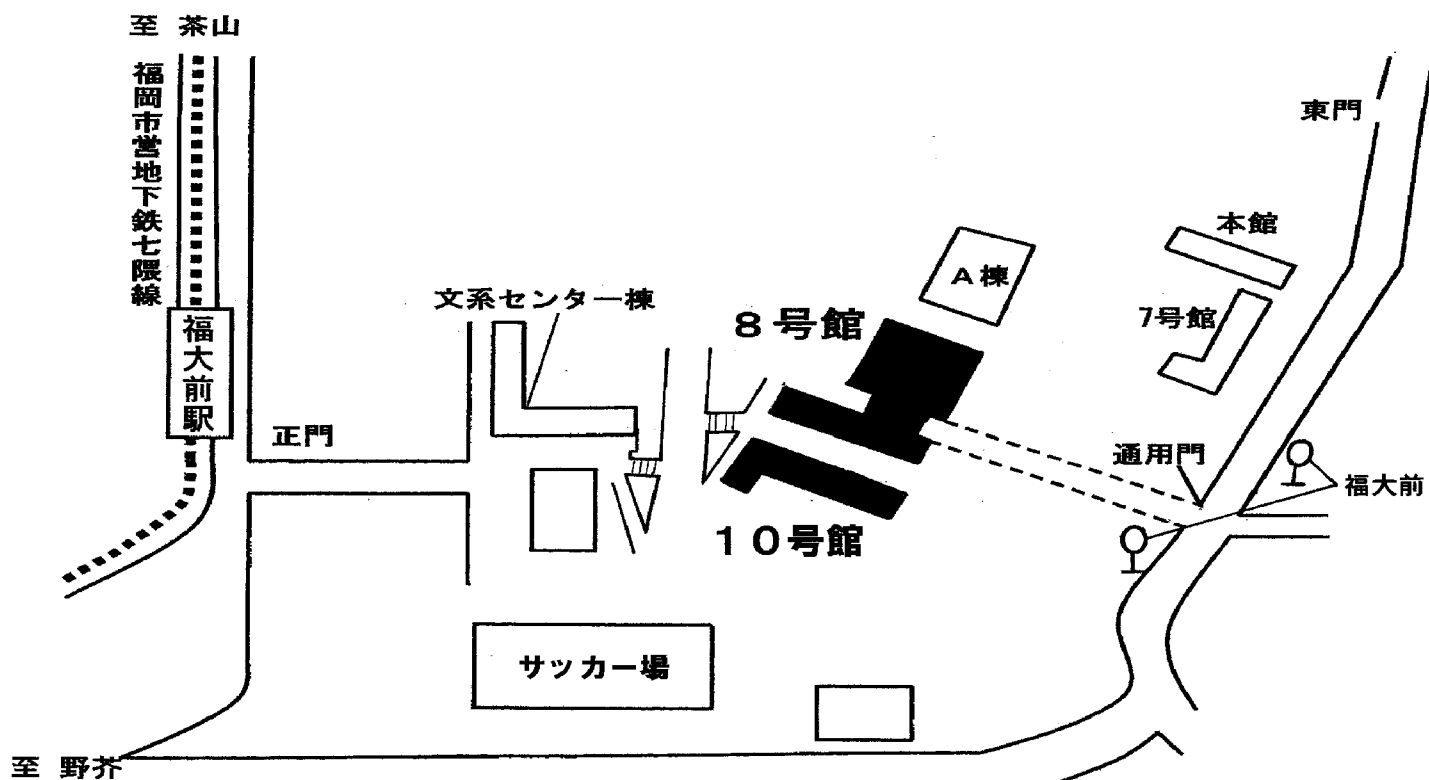 至 茶山
福岡市営地下鉄七隈線
福大前駅
正門
文系センター棟
8号館
A棟
本館
7号館
東門
通用門
福大前
10号館
サッカー場
至 野芥